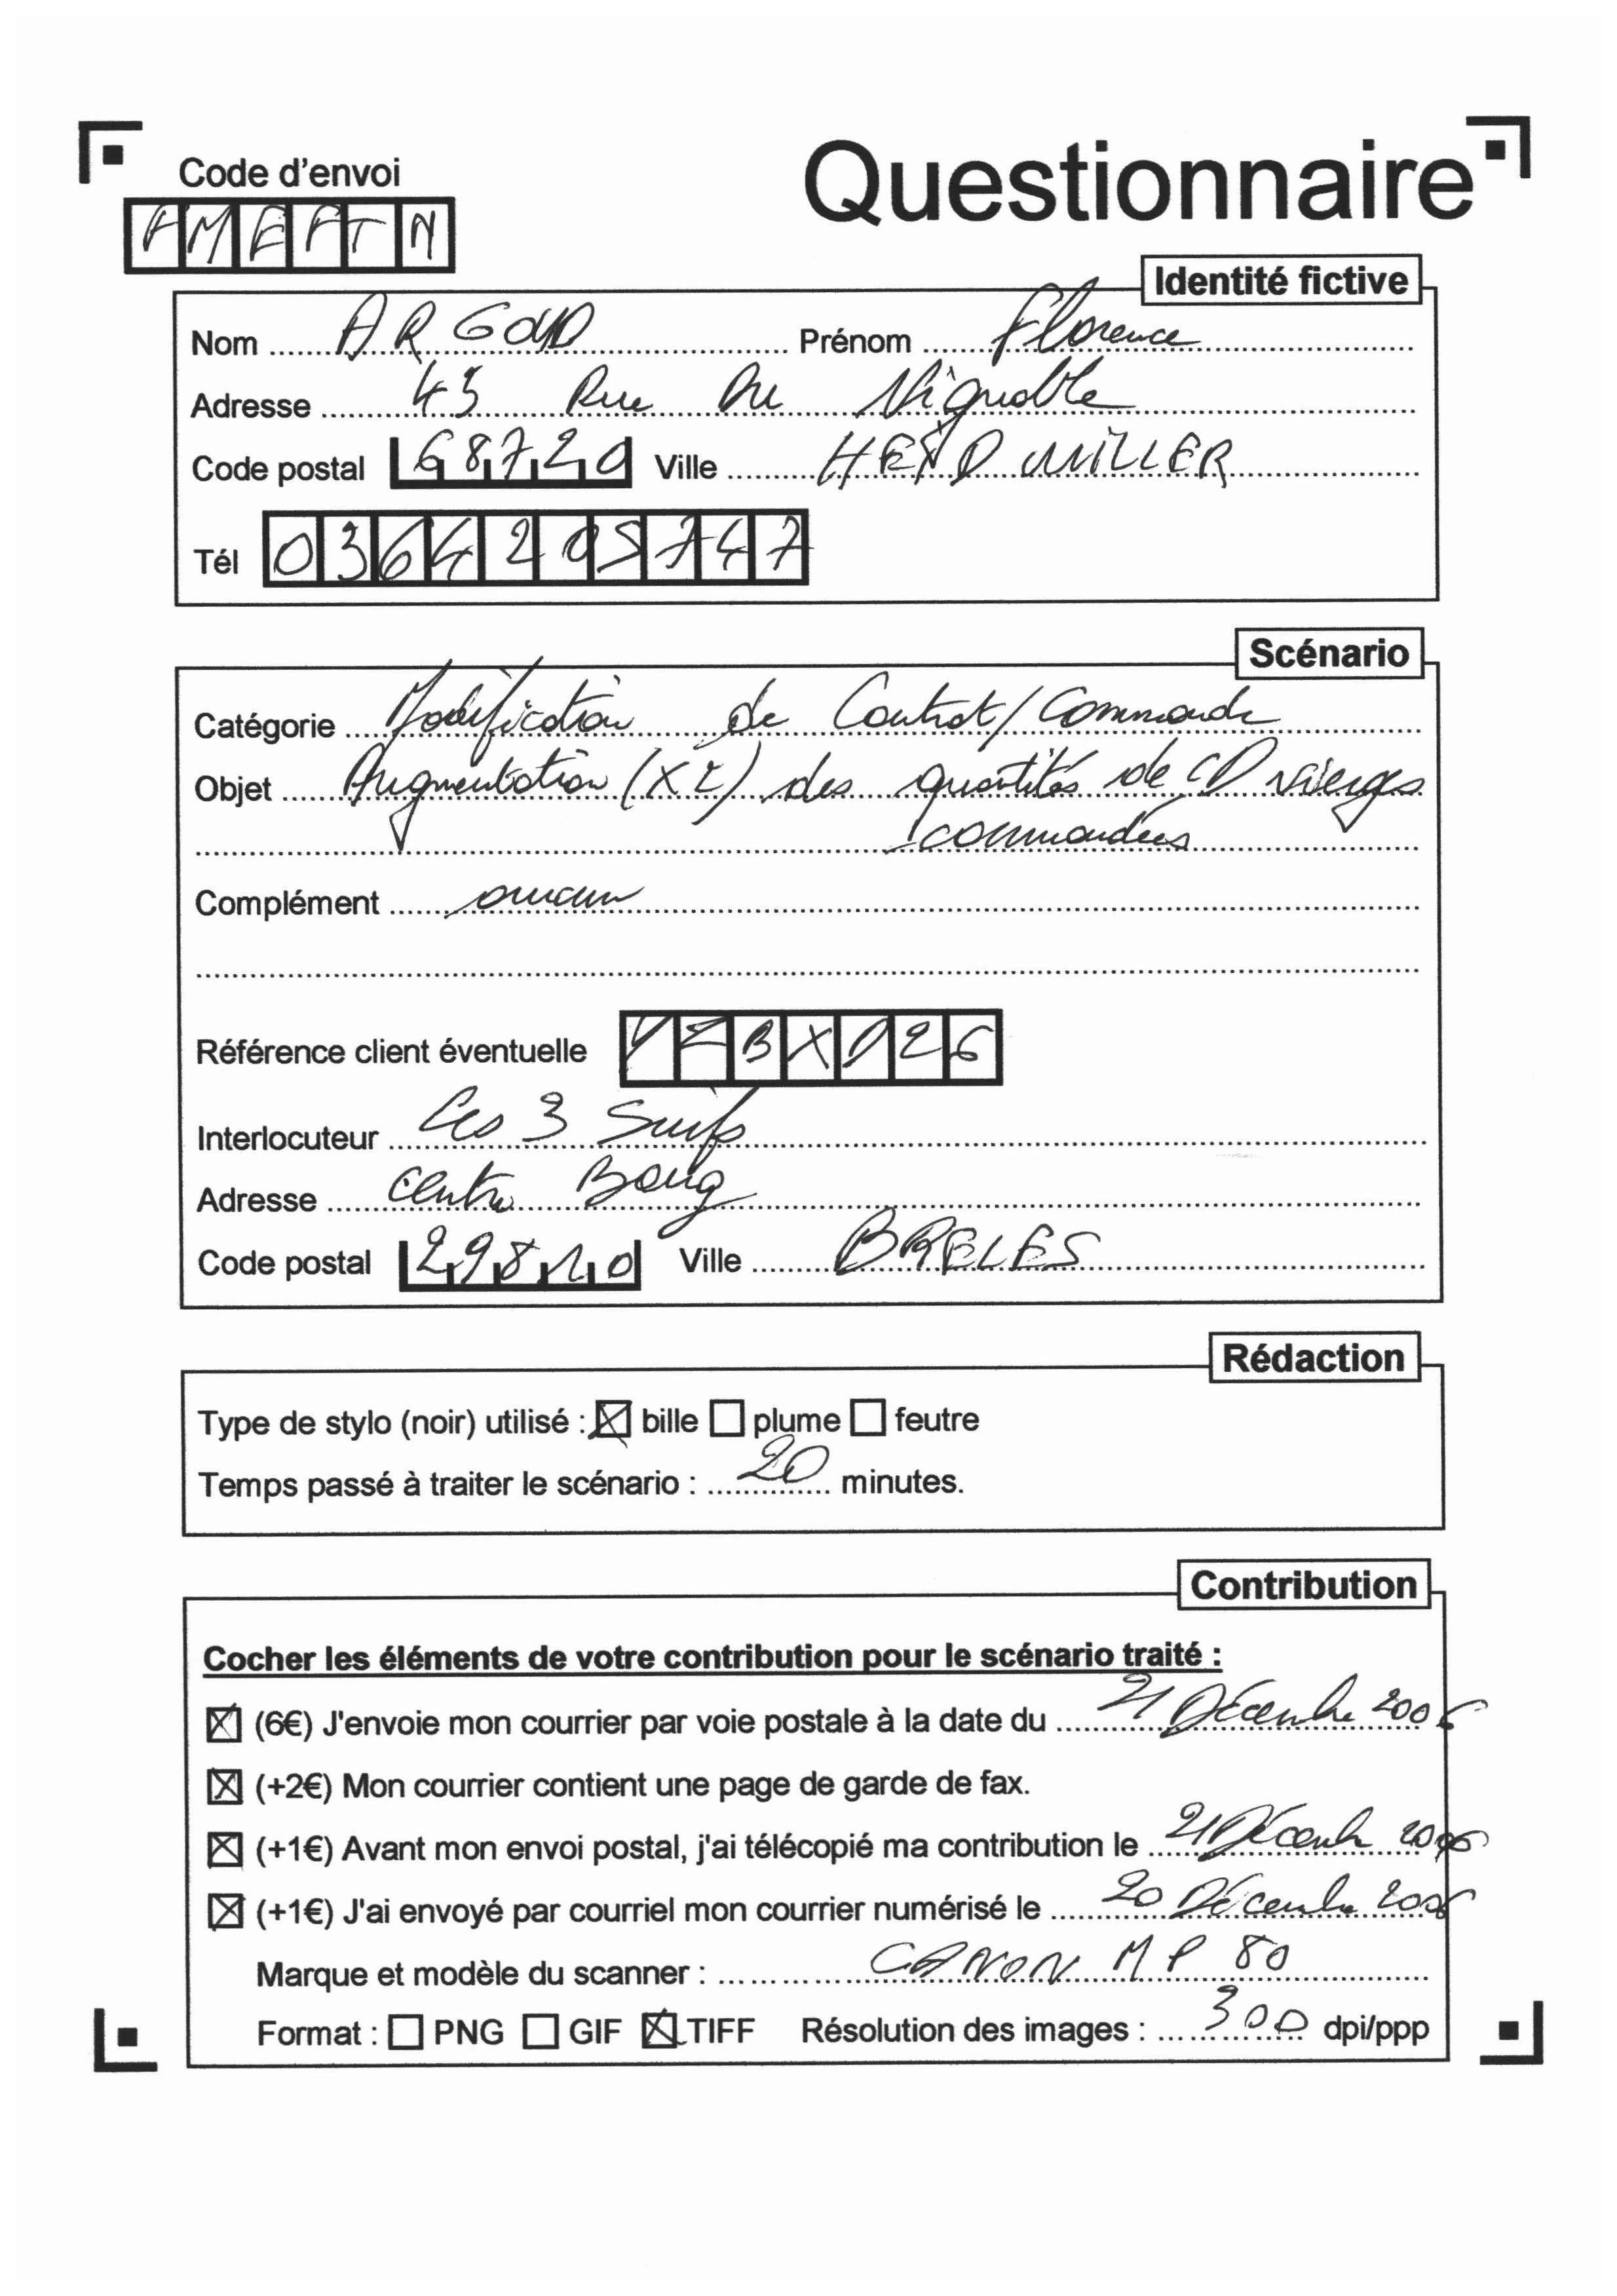 Code d'envoi
Questionnaire
AMEFTN
Identité fictive
Nom ARGOUD Prénom Florence
Adresse 45 Rue Du Vignoble
Code postal 68720 Ville HEIDWILLER
Tél 0364205747
Scénario
Catégorie Modification de Contrat/Commande
Objet Augmentation (X2) des quantités de CD vierges
commandées
Complément aucun
Référence client éventuelle YZBXD26
Interlocuteur Les 3 Suifs
Adresse Centre Bourg
Code postal 29810 Ville BRELES
Rédaction
Type de stylo (noir) utilisé : ☒ bille ☐ plume ☐ feutre
Temps passé à traiter le scénario : 20 minutes.
Contribution
Cocher les éléments de votre contribution pour le scénario traité :
☒ (6€) J'envoie mon courrier par voie postale à la date du 21 Décembre 2006
☒ (+2€) Mon courrier contient une page de garde de fax.
☒ (+1€) Avant mon envoi postal, j'ai télécopié ma contribution le 21 Décembre 2006
☒ (+1€) J'ai envoyé par courriel mon courrier numérisé le 20 Décembre 2006
Marque et modèle du scanner : CANON MP 80
Format : ☐ PNG ☐ GIF ☒ TIFF Résolution des images : 300 dpi/ppp